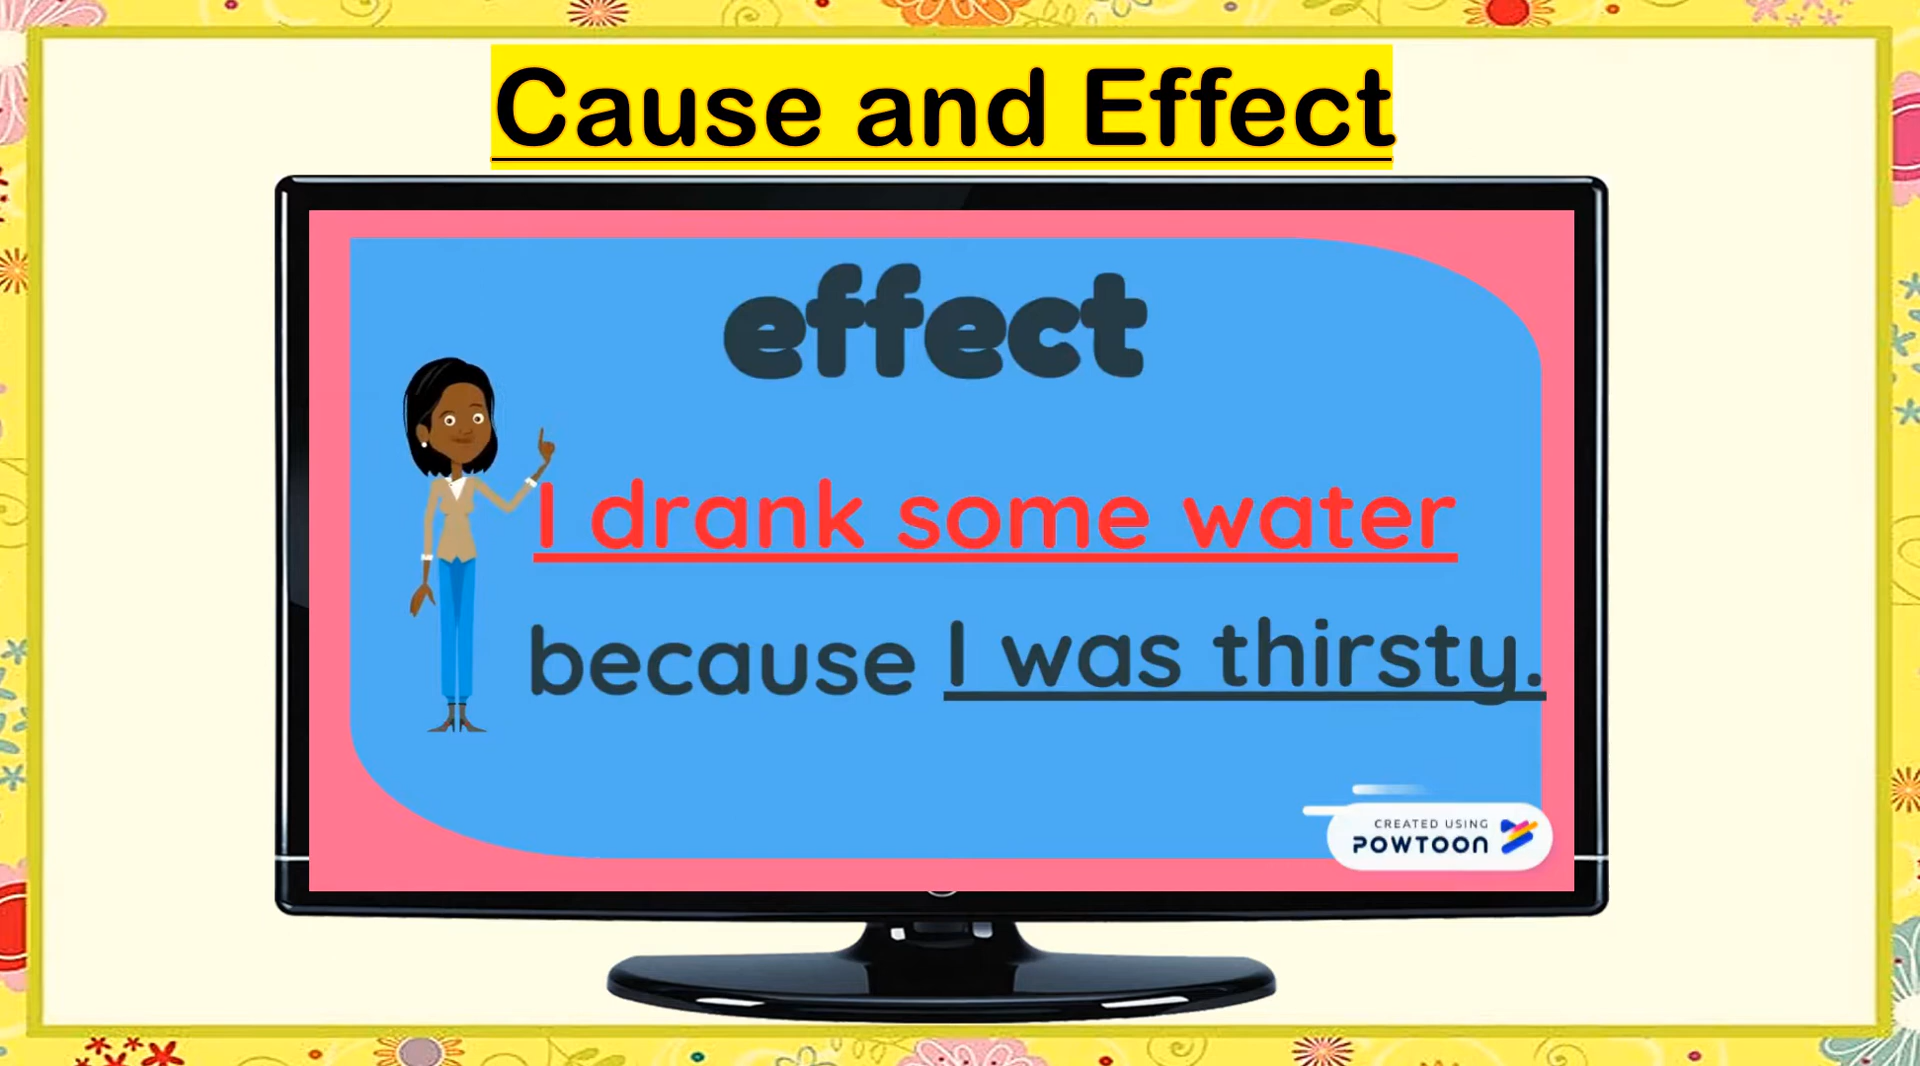 Cause and Effect
effect
I drank some water
because I was thirsty.
CREATED USING
POWTOON